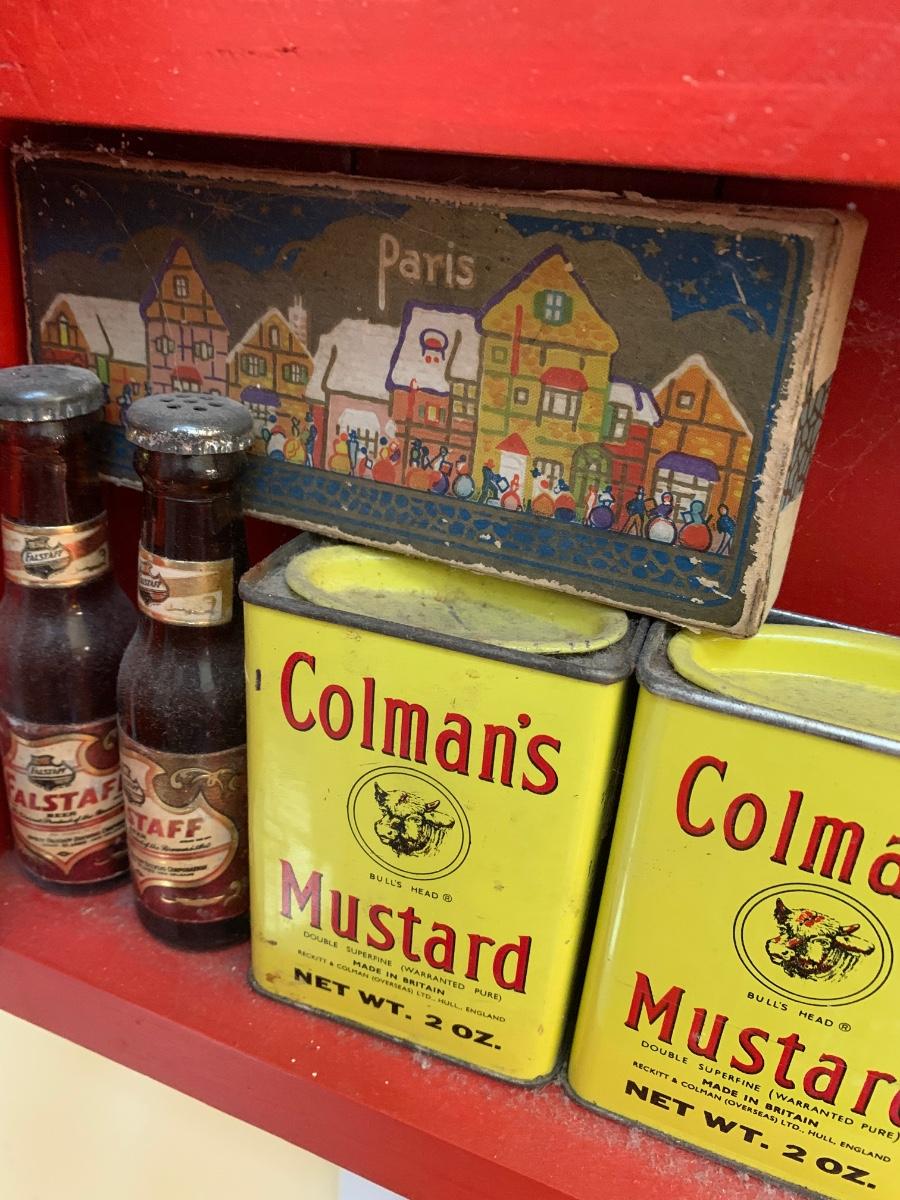 Paris
FALSTAFF
FALSTAFF
FALSTAFF
BEER
STAFF
Colman's
BULL'S HEAD ®
Mustard
DOUBLE SUPERFINE (WARRANTED PURE)
MADE IN BRITAIN
RECKITT & COLMAN (OVERSEAS) LTD., HULL, ENGLAND
NET WT. 2 OZ.
Colma
BULL'S HEAD ®
Mustar
DOUBLE SUPERFINE (WARRANTED PURE)
MADE IN BRITAIN
RECKITT & COLMAN (OVERSEAS) LTD., HULL, ENGLAND
NET WT. 2 OZ.